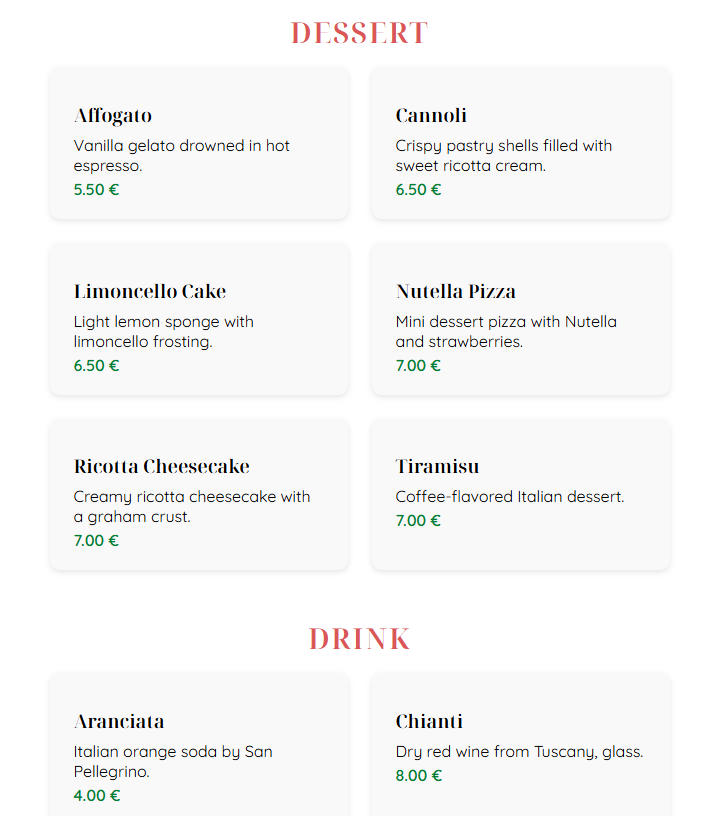 DESSERT
Affogato
Vanilla gelato drowned in hot
espresso.
5.50 €
Cannoli
Crispy pastry shells filled with
sweet ricotta cream.
6.50 €
Limoncello Cake
Light lemon sponge with
limoncello frosting.
6.50 €
Nutella Pizza
Mini dessert pizza with Nutella
and strawberries.
7.00 €
Ricotta Cheesecake
Creamy ricotta cheesecake with
a graham crust.
7.00 €
Tiramisu
Coffee-flavored Italian dessert.
7.00 €
DRINK
Aranciata
Italian orange soda by San
Pellegrino.
4.00 €
Chianti
Dry red wine from Tuscany, glass.
8.00 €